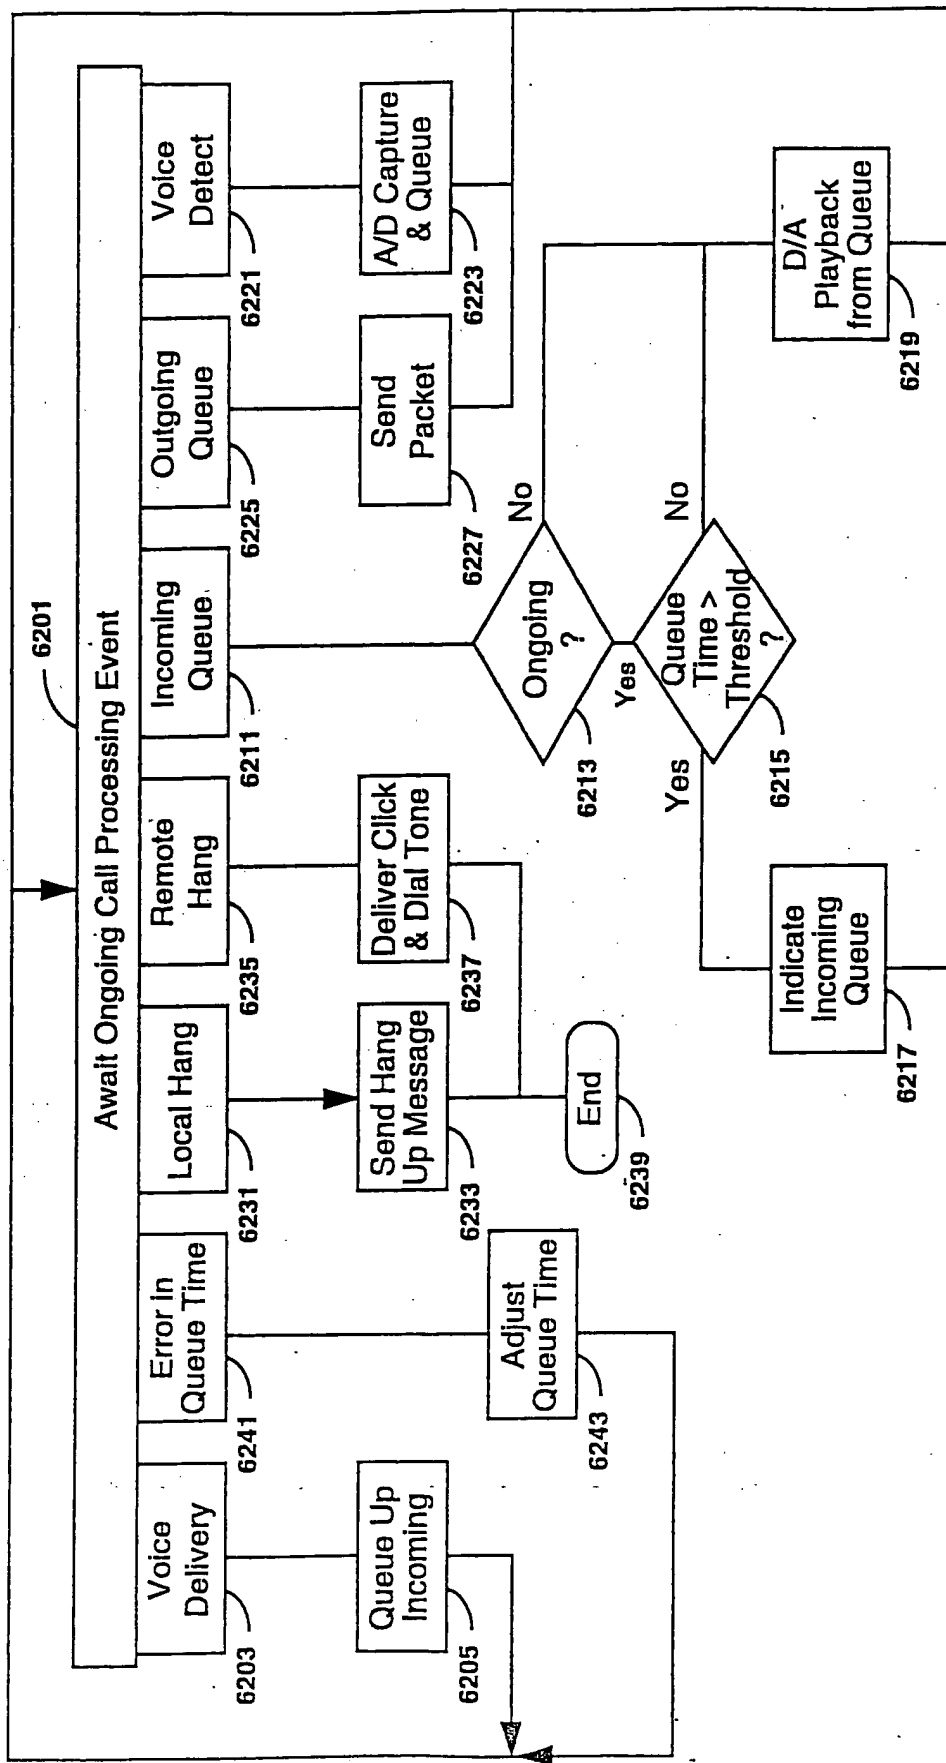 6201
Await Ongoing Call Processing Event
Voice
Delivery
6203
Error in
Queue Time
6241
Local Hang
6231
Remote
Hang
6235
Incoming
Queue
6211
Outgoing
Queue
6225
Voice
Detect
6221
Queue Up
Incoming
6205
Send Hang
Up Message
6233
Deliver Click
& Dial Tone
6237
Send
Packet
6227
A/D Capture
& Queue
6223
Adjust
Queue Time
6243
End
6239
Ongoing
?
6213
No
Yes
Queue
Time >
Threshold
?
6215
Yes
No
Indicate
Incoming
Queue
6217
D/A
Playback
from Queue
6219